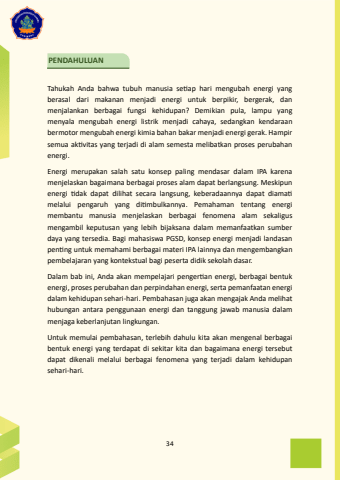 PENDAHULUAN
Tahukah Anda bahwa tubuh manusia setiap hari mengubah energi yang
berasal dari makanan menjadi energi untuk berpikir, bergerak, dan
menjalankan berbagai fungsi kehidupan? Demikian pula, lampu yang
menyala mengubah energi listrik menjadi cahaya, sedangkan kendaraan
bermotor mengubah energi kimia bahan bakar menjadi energi gerak. Hampir
semua aktivitas yang terjadi di alam semesta melibatkan proses perubahan
energi.
Energi merupakan salah satu konsep paling mendasar dalam IPA karena
menjelaskan bagaimana berbagai proses alam dapat berlangsung. Meskipun
energi tidak dapat dilihat secara langsung, keberadaannya dapat diamati
melalui pengaruh yang ditimbulkannya. Pemahaman tentang energi
membantu manusia menjelaskan berbagai fenomena alam sekaligus
mengambil keputusan yang lebih bijaksana dalam memanfaatkan sumber
daya yang tersedia. Bagi mahasiswa PGSD, konsep energi menjadi landasan
penting untuk memahami berbagai materi IPA lainnya dan mengembangkan
pembelajaran yang kontekstual bagi peserta didik sekolah dasar.
Dalam bab ini, Anda akan mempelajari pengertian energi, berbagai bentuk
energi, proses perubahan dan perpindahan energi, serta pemanfaatan energi
dalam kehidupan sehari-hari. Pembahasan juga akan mengajak Anda melihat
hubungan antara penggunaan energi dan tanggung jawab manusia dalam
menjaga keberlanjutan lingkungan.
Untuk memulai pembahasan, terlebih dahulu kita akan mengenal berbagai
bentuk energi yang terdapat di sekitar kita dan bagaimana energi tersebut
dapat dikenali melalui berbagai fenomena yang terjadi dalam kehidupan
sehari-hari.
34